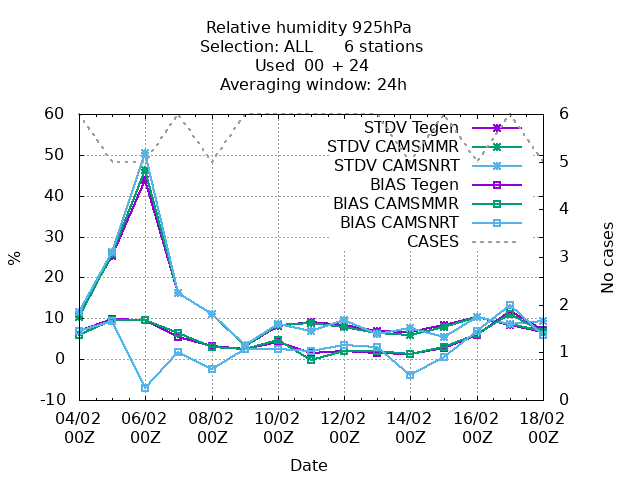 Relative humidity 925hPa
Selection: ALL 6 stations
Used 00 + 24
Averaging window: 24h
60 6
STDV Tegen
STDV CAMSMMR
50 5
STDV CAMSNRT
BIAS Tegen
40 4
BIAS CAMSMMR
BIAS CAMSNRT
CASES
30 3
% No cases
20 2
10
1
0
-10 0
04/02 06/02 08/02 10/02 12/02 14/02 16/02 18/02
00Z 00Z 00Z 00Z 00Z 00Z 00Z 00Z
Date